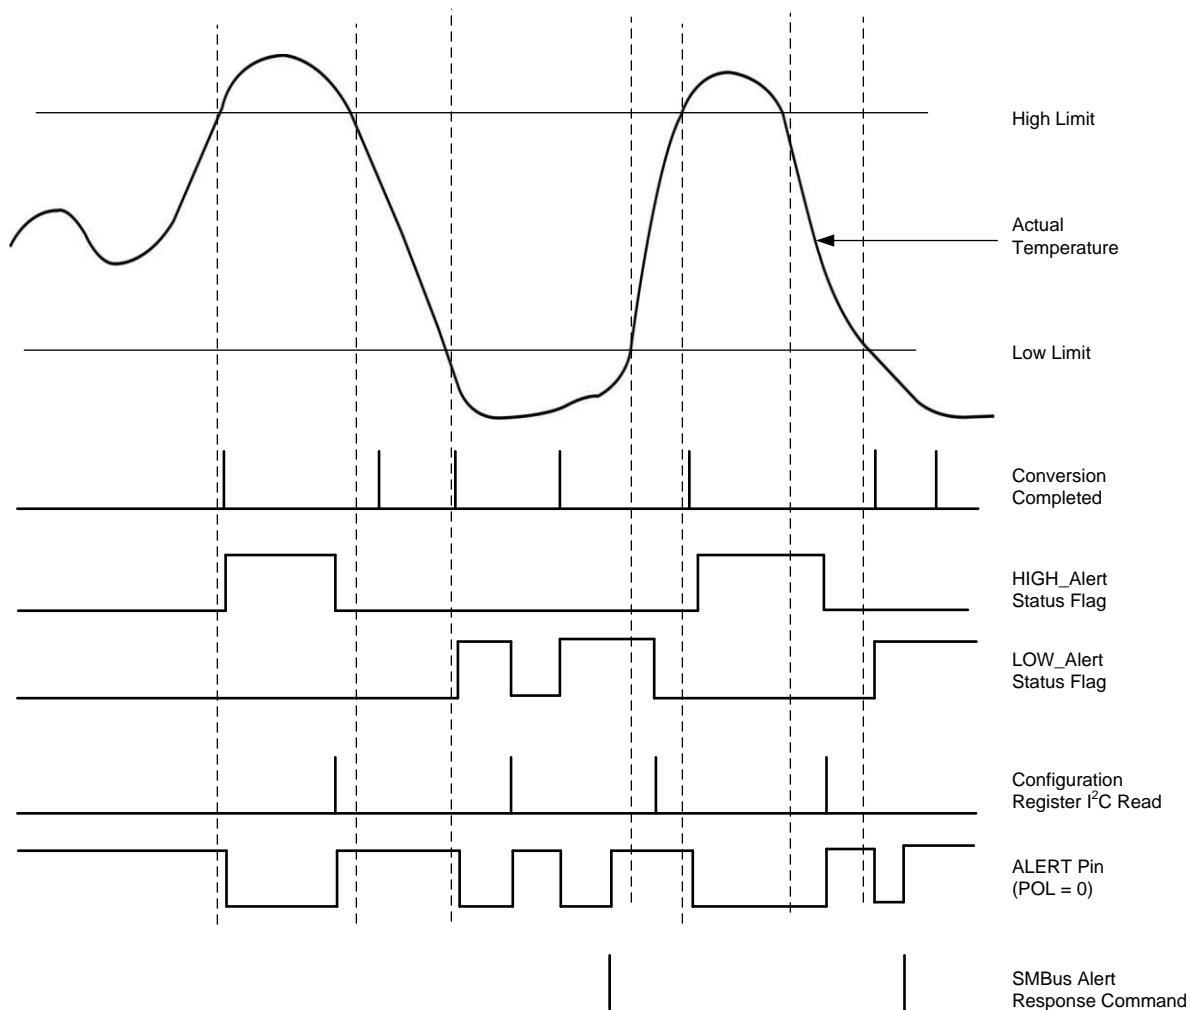 High Limit
Actual
Temperature
Low Limit
Conversion
Completed
HIGH_Alert
Status Flag
LOW_Alert
Status Flag
Configuration
Register I²C Read
ALERT Pin
(POL = 0)
SMBus Alert
Response Command